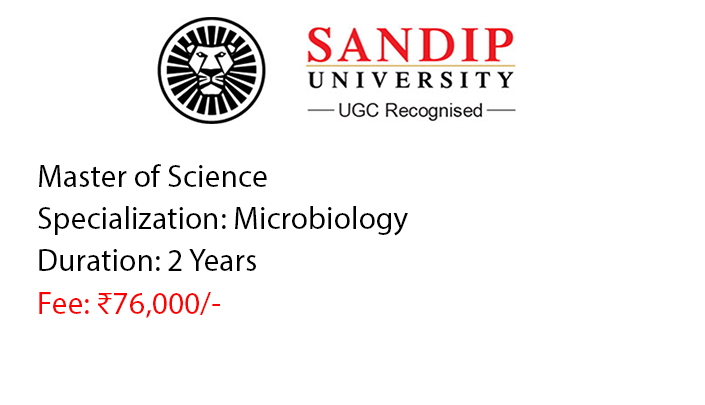 SANDIP
UNIVERSITY
UGC Recognised
Master of Science
Specialization: Microbiology
Duration: 2 Years
Fee: ₹76,000/-